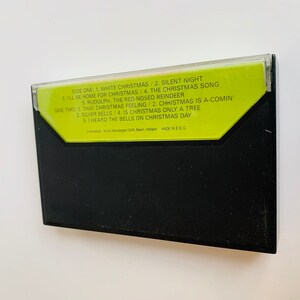 SIDE ONE: 1. WHITE CHRISTMAS / 2. SILENT NIGHT
3. I'LL BE HOME FOR CHRISTMAS / 4. THE CHRISTMAS SONG
5. RUDOLPH, THE RED-NOSED REINDEER
SIDE TWO: 1. THAT CHRISTMAS FEELING / 2. CHRISTMAS IS A-COMIN'
3. SILVER BELLS / 4. IS CHRISTMAS ONLY A TREE
5. I HEARD THE BELLS ON CHRISTMAS DAY